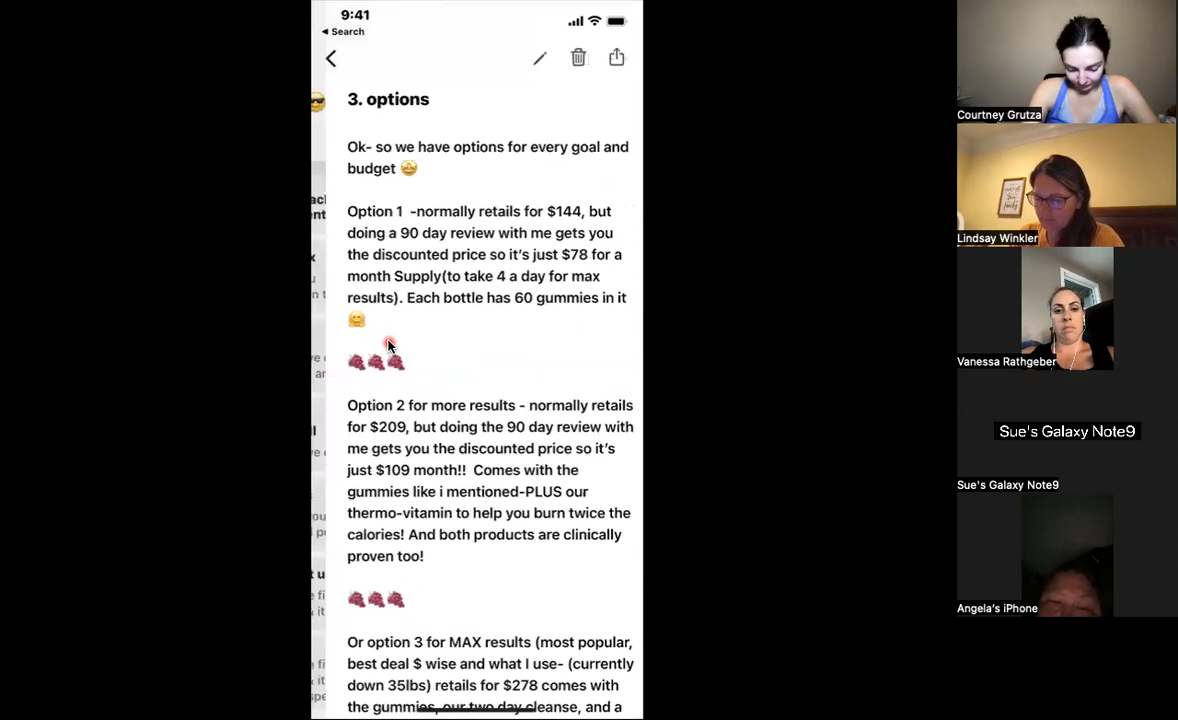 9:41
◂ Search
3. options
Ok- so we have options for every goal and
budget 🤩
Option 1 -normally retails for $144, but
doing a 90 day review with me gets you
the discounted price so it's just $78 for a
month Supply(to take 4 a day for max
results). Each bottle has 60 gummies in it
🤗
🍇🍇🍇
Option 2 for more results - normally retails
for $209, but doing the 90 day review with
me gets you the discounted price so it's
just $109 month!! Comes with the
gummies like i mentioned-PLUS our
thermo-vitamin to help you burn twice the
calories! And both products are clinically
proven too!
🍇🍇🍇
Or option 3 for MAX results (most popular,
best deal $ wise and what I use- (currently
down 35lbs) retails for $278 comes with
the gummies, our two day cleanse, and a
Courtney Grutza
Lindsay Winkler
Vanessa Rathgeber
Sue's Galaxy Note9
Sue's Galaxy Note9
Angela's iPhone